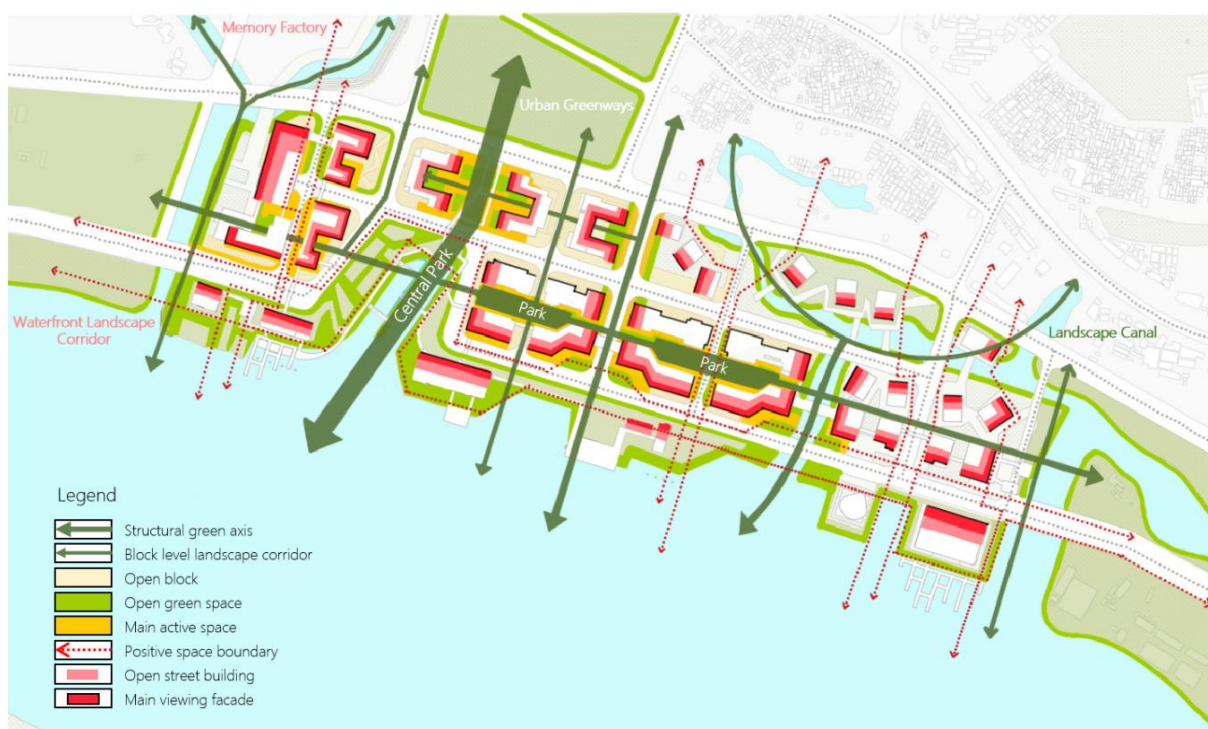 Memory Factory
Urban Greenways
Central Park
Park
Park
Waterfront Landscape
Corridor
Landscape Canal
Legend
Structural green axis
Block level landscape corridor
Open block
Open green space
Main active space
Positive space boundary
Open street building
Main viewing facade